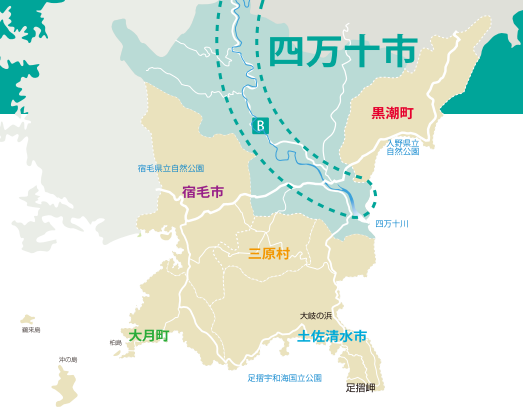 四万十市
黒潮町
B
入野県立
自然公園
宿毛県立自然公園
宿毛市
四万十川
三原村
大岐の浜
鵜来島
大月町
土佐清水市
柏島
沖の島
足摺宇和海国立公園
足摺岬